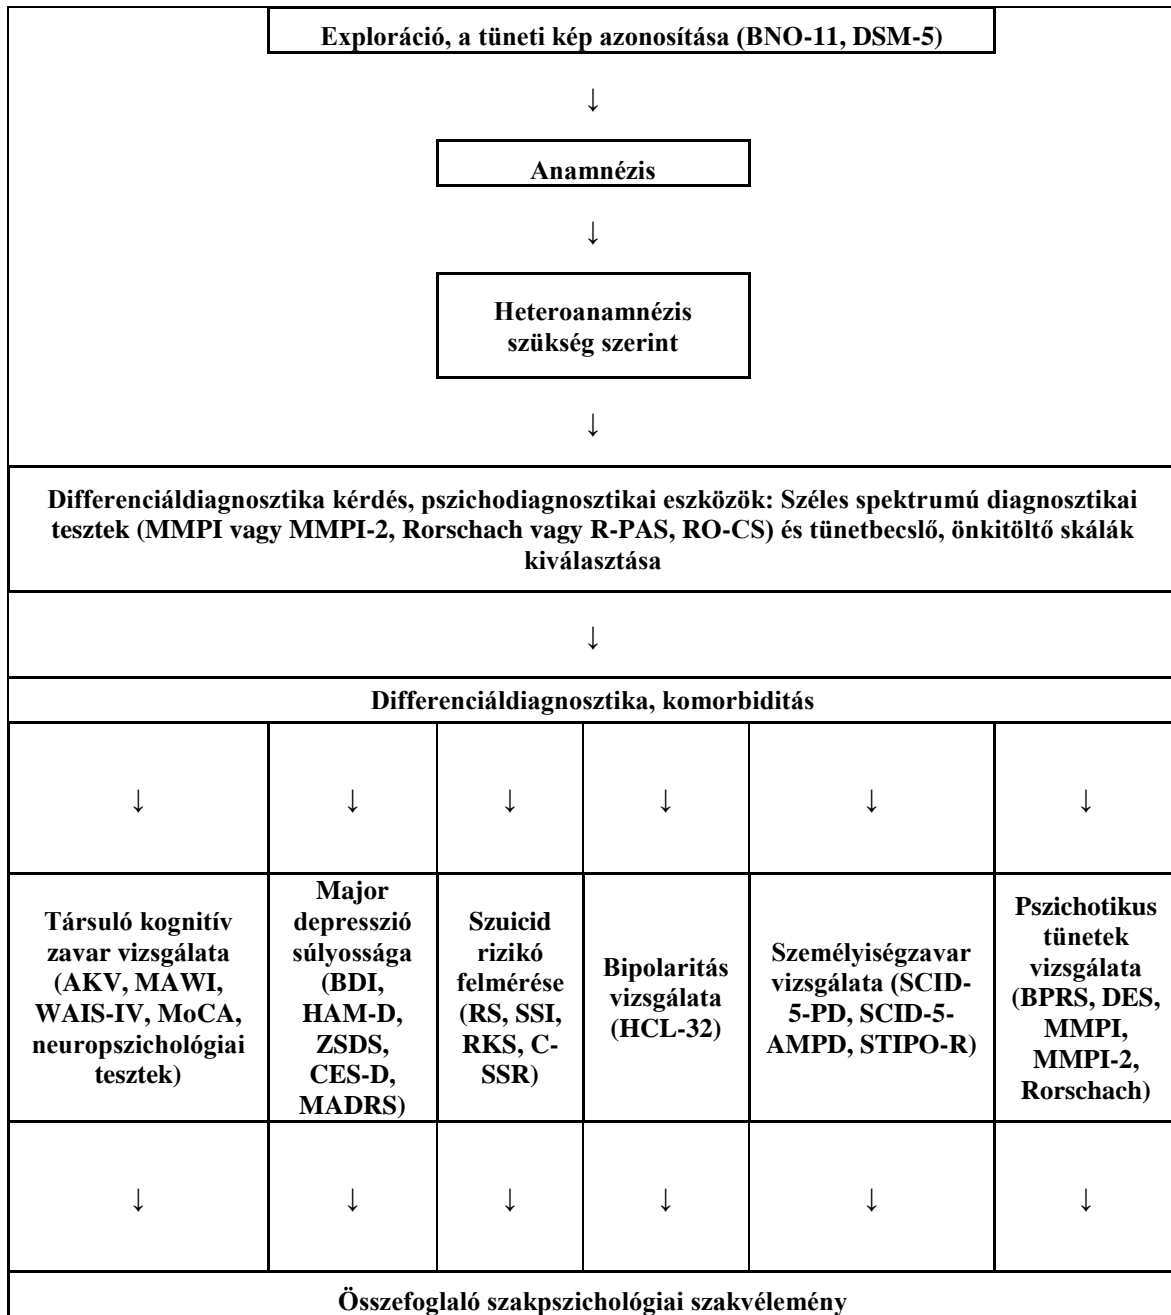 Exploráció, a tüneti kép azonosítása (BNO-11, DSM-5)
↓
Anamnézis
↓
Heteroanamnézis
szükség szerint
↓
Differenciáldiagnosztika kérdés, pszichodiagnosztikai eszközök: Széles spektrumú diagnosztikai
tesztek (MMPI vagy MMPI-2, Rorschach vagy R-PAS, RO-CS) és tünetbecslő, önkitöltő skálák
kiválasztása
↓
Differenciáldiagnosztika, komorbiditás
↓ ↓ ↓ ↓ ↓ ↓
Társuló kognitív
zavar vizsgálata
(AKV, MAWI,
WAIS-IV, MoCA,
neuropszichológiai
tesztek)
Major
depresszió
súlyossága
(BDI,
HAM-D,
ZSDS,
CES-D,
MADRS)
Szuicid
rizikó
felmérése
(RS, SSI,
RKS, C-
SSR)
Bipolaritás
vizsgálata
(HCL-32)
Személyiségzavar
vizsgálata (SCID-
5-PD, SCID-5-
AMPD, STIPO-R)
Pszichotikus
tünetek
vizsgálata
(BPRS, DES,
MMPI,
MMPI-2,
Rorschach)
↓ ↓ ↓ ↓ ↓ ↓
Összefoglaló szakpszichológiai szakvélemény